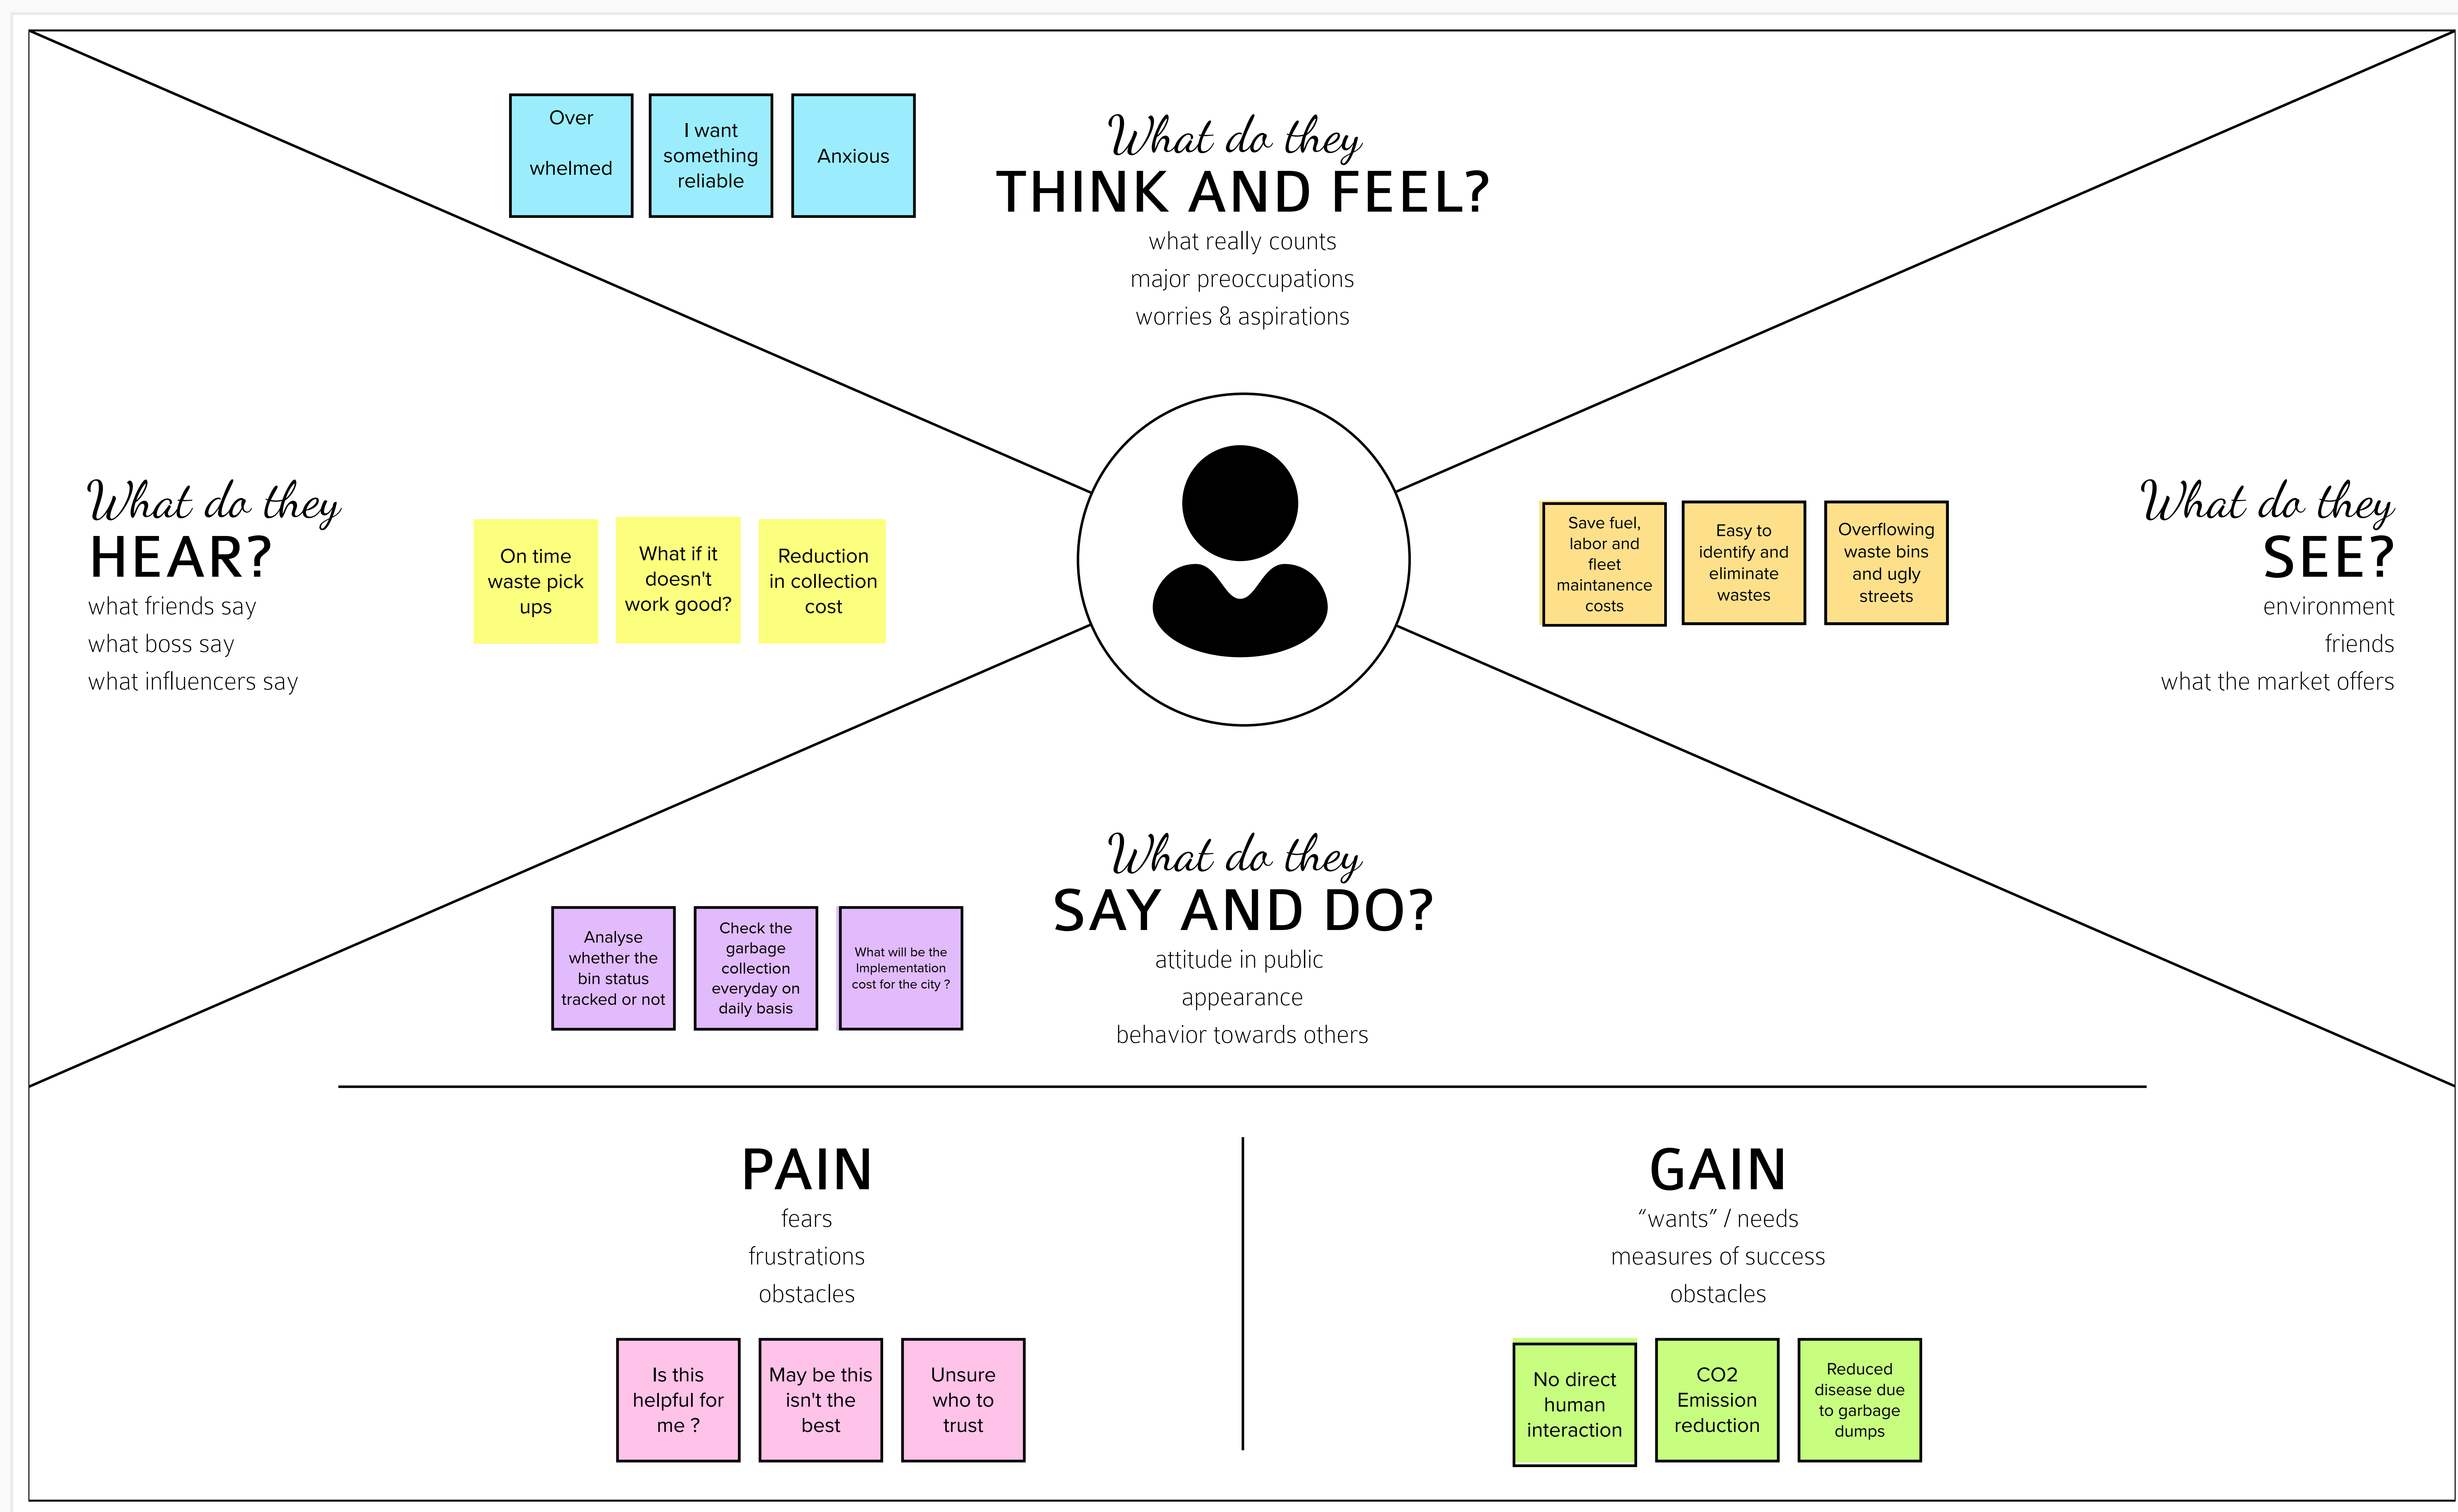 Over
whelmed
I want
something
reliable
Anxious
What do they
THINK AND FEEL?
what really counts
major preoccupations
worries & aspirations
What do they
HEAR?
what friends say
what boss say
what influencers say
On time
waste pick
ups
What if it
doesn't
work good?
Reduction
in collection
cost
Save fuel,
labor and
fleet
maintanence
costs
Easy to
identify and
eliminate
wastes
Overflowing
waste bins
and ugly
streets
What do they
SEE?
environment
friends
what the market offers
What do they
SAY AND DO?
attitude in public
appearance
behavior towards others
Analyse
whether the
bin status
tracked or not
Check the
garbage
collection
everyday on
daily basis
What will be the
Implementation
cost for the city ?
PAIN
fears
frustrations
obstacles
Is this
helpful for
me ?
May be this
isn't the
best
Unsure
who to
trust
GAIN
“wants” / needs
measures of success
obstacles
No direct
human
interaction
CO2
Emission
reduction
Reduced
disease due
to garbage
dumps